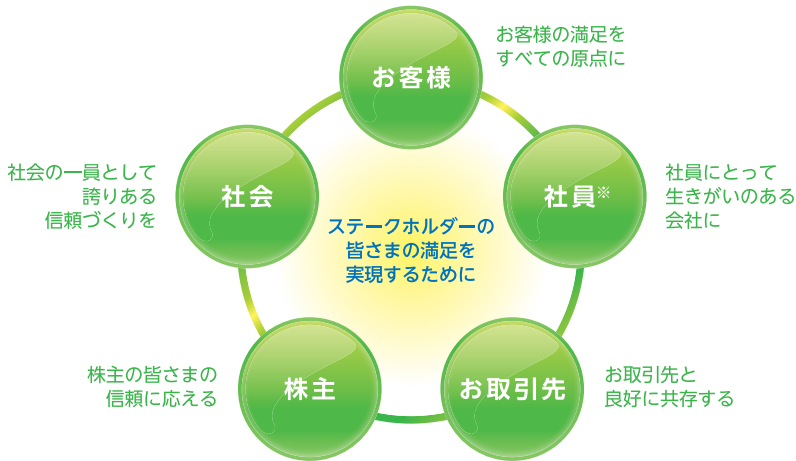 お客様
お客様の満足を
すべての原点に
社員※
社員にとって
生きがいのある
会社に
お取引先
お取引先と
良好に共存する
株主
株主の皆さまの
信頼に応える
社会
社会の一員として
誇りある
信頼づくりを
ステークホルダーの
皆さまの満足を
実現するために